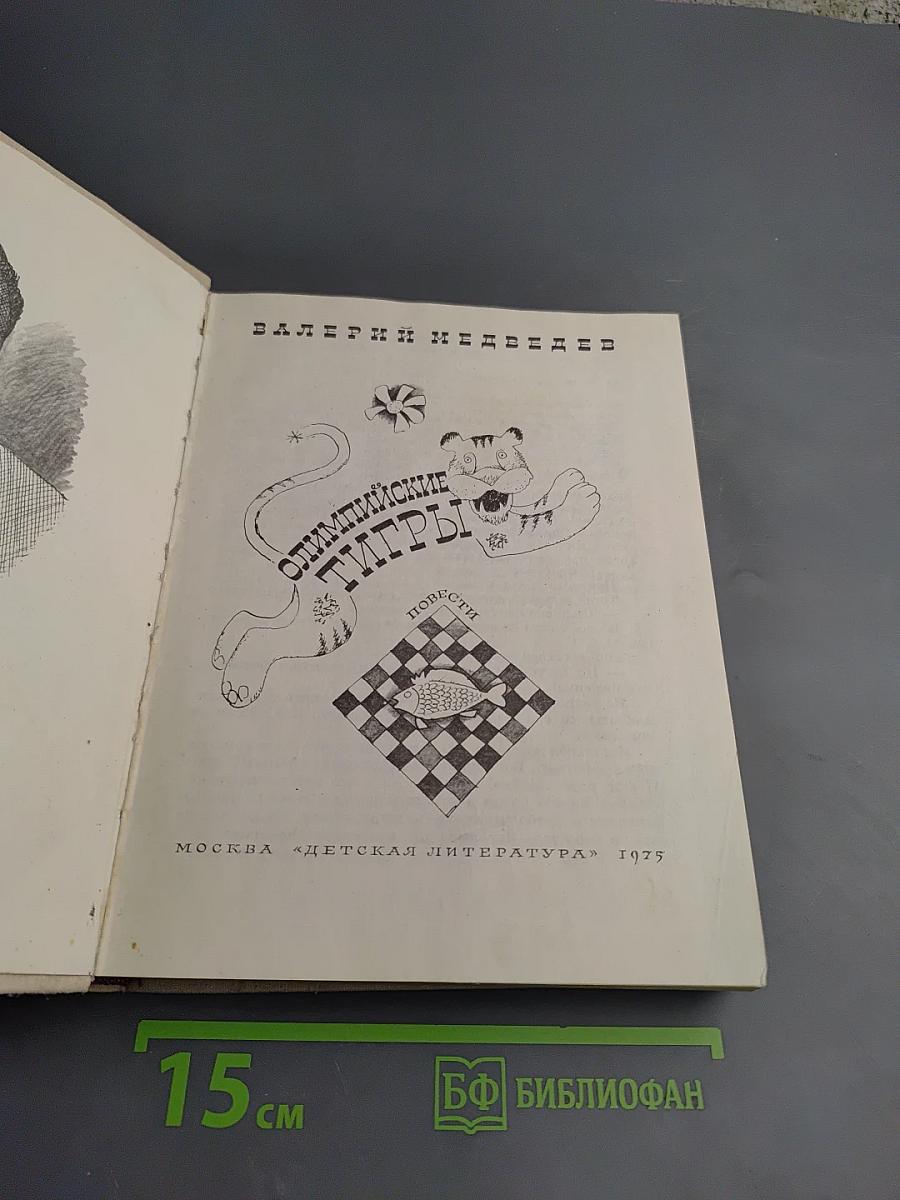 ВАЛЕРИЙ МЕДВЕДЕВ
ОЛИМПИЙСКИЕ
ТИГРЫ
ПОВЕСТИ
МОСКВА «ДЕТСКАЯ ЛИТЕРАТУРА» 1975
15 см
БФ БИБЛИОФАН